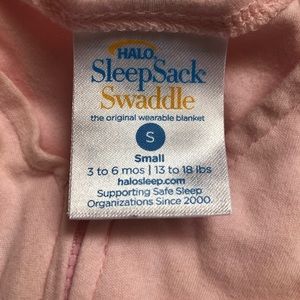 HALO
SleepSack®
Swaddle
the original wearable blanket
S
Small
3 to 6 mos | 13 to 18 lbs
halosleep.com
Supporting Safe Sleep
Organizations Since 2000.